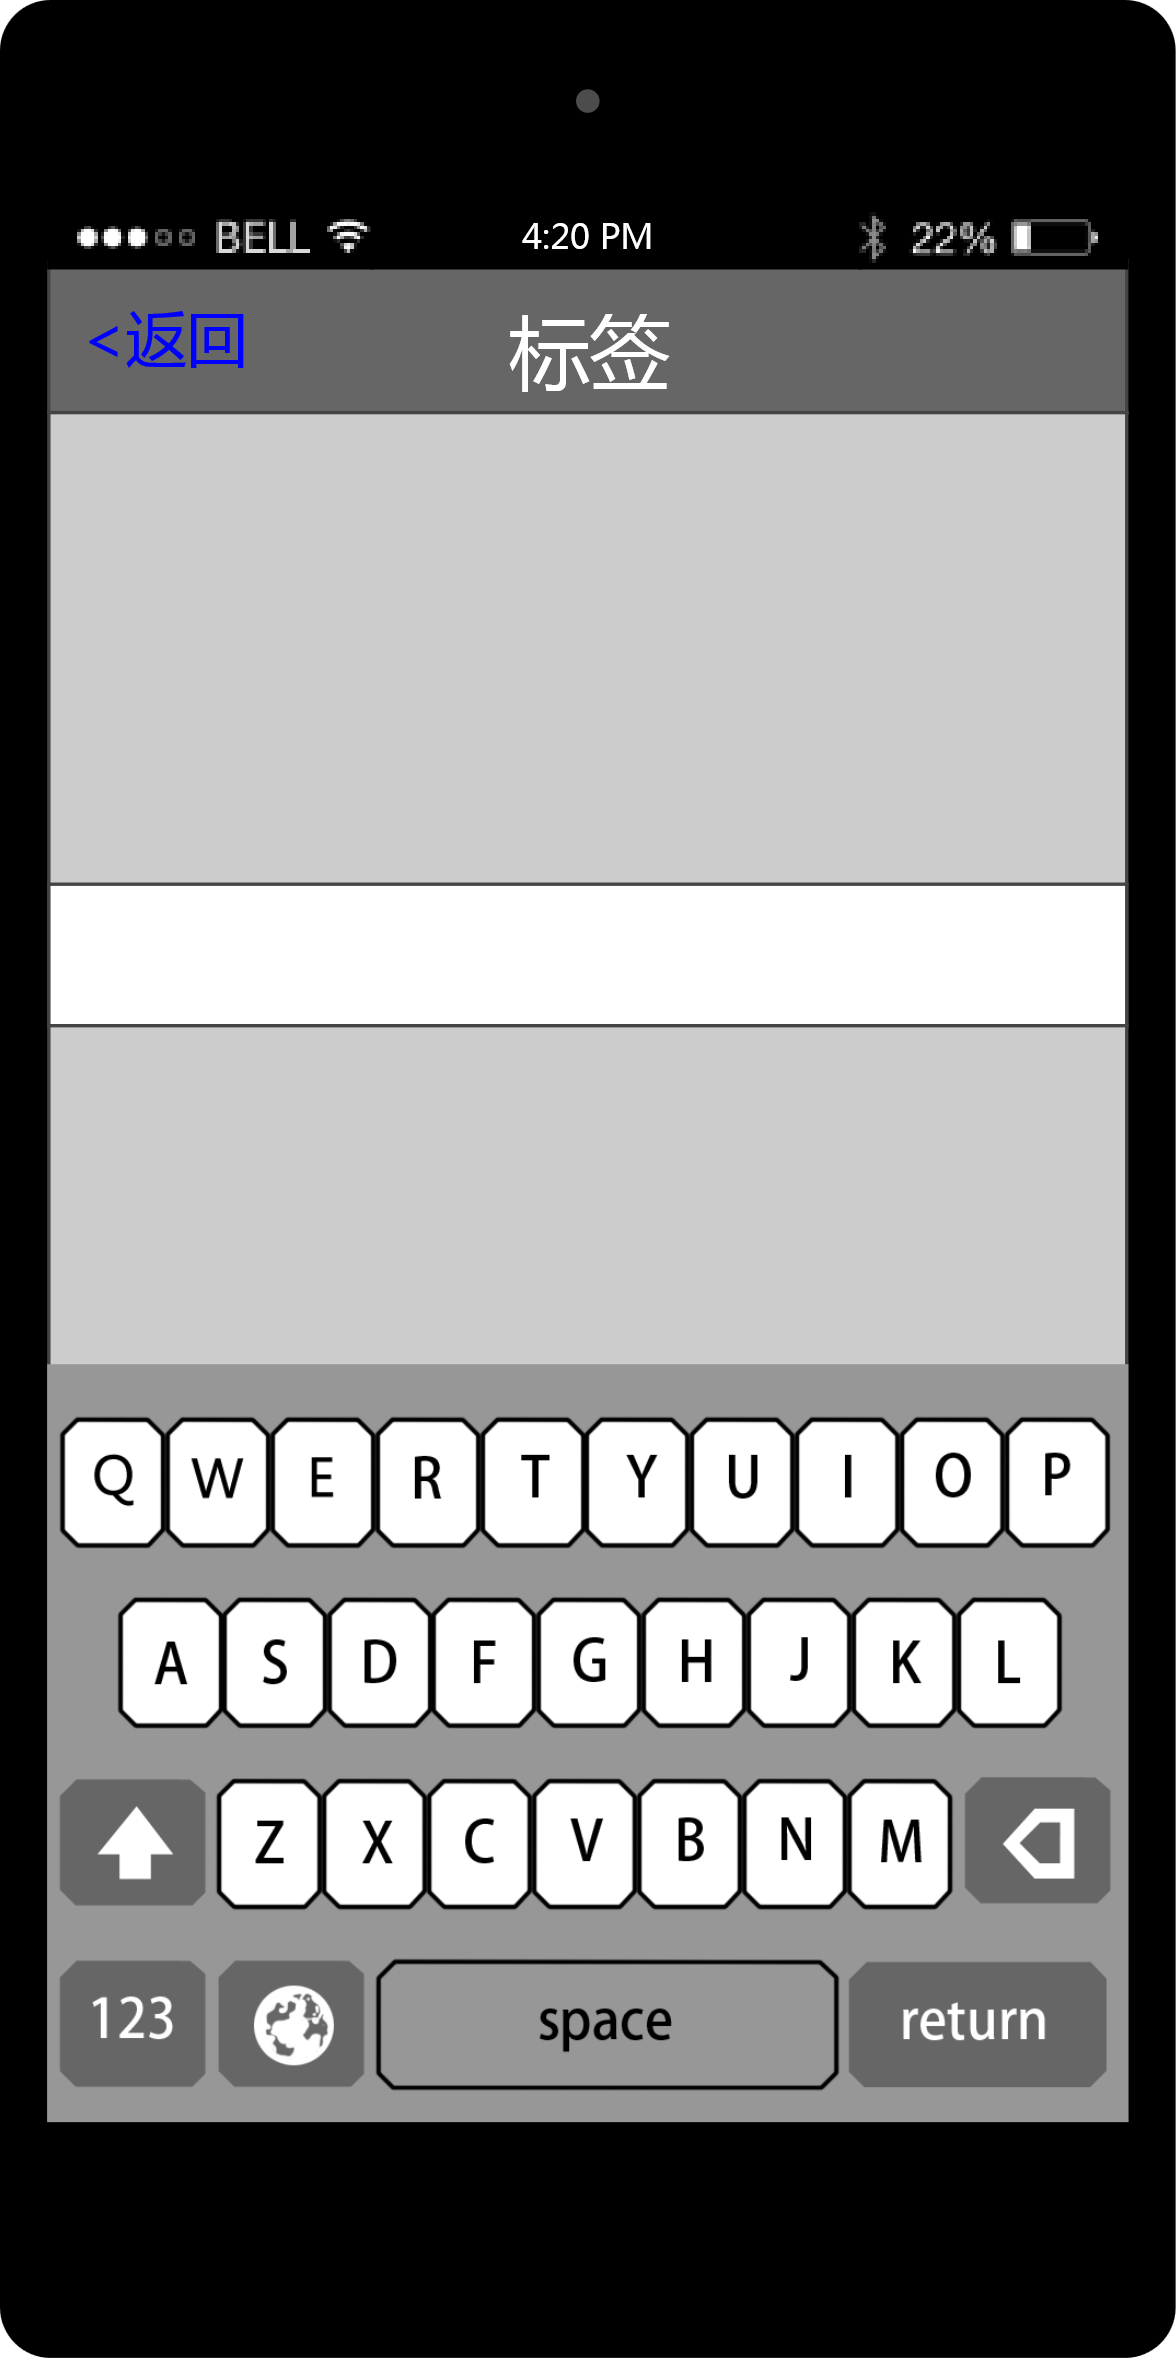 BELL 4:20 PM 22%
<返回 标签
Q W E R T Y U I O P
A S D F G H J K L
Z X C V B N M
123 space return